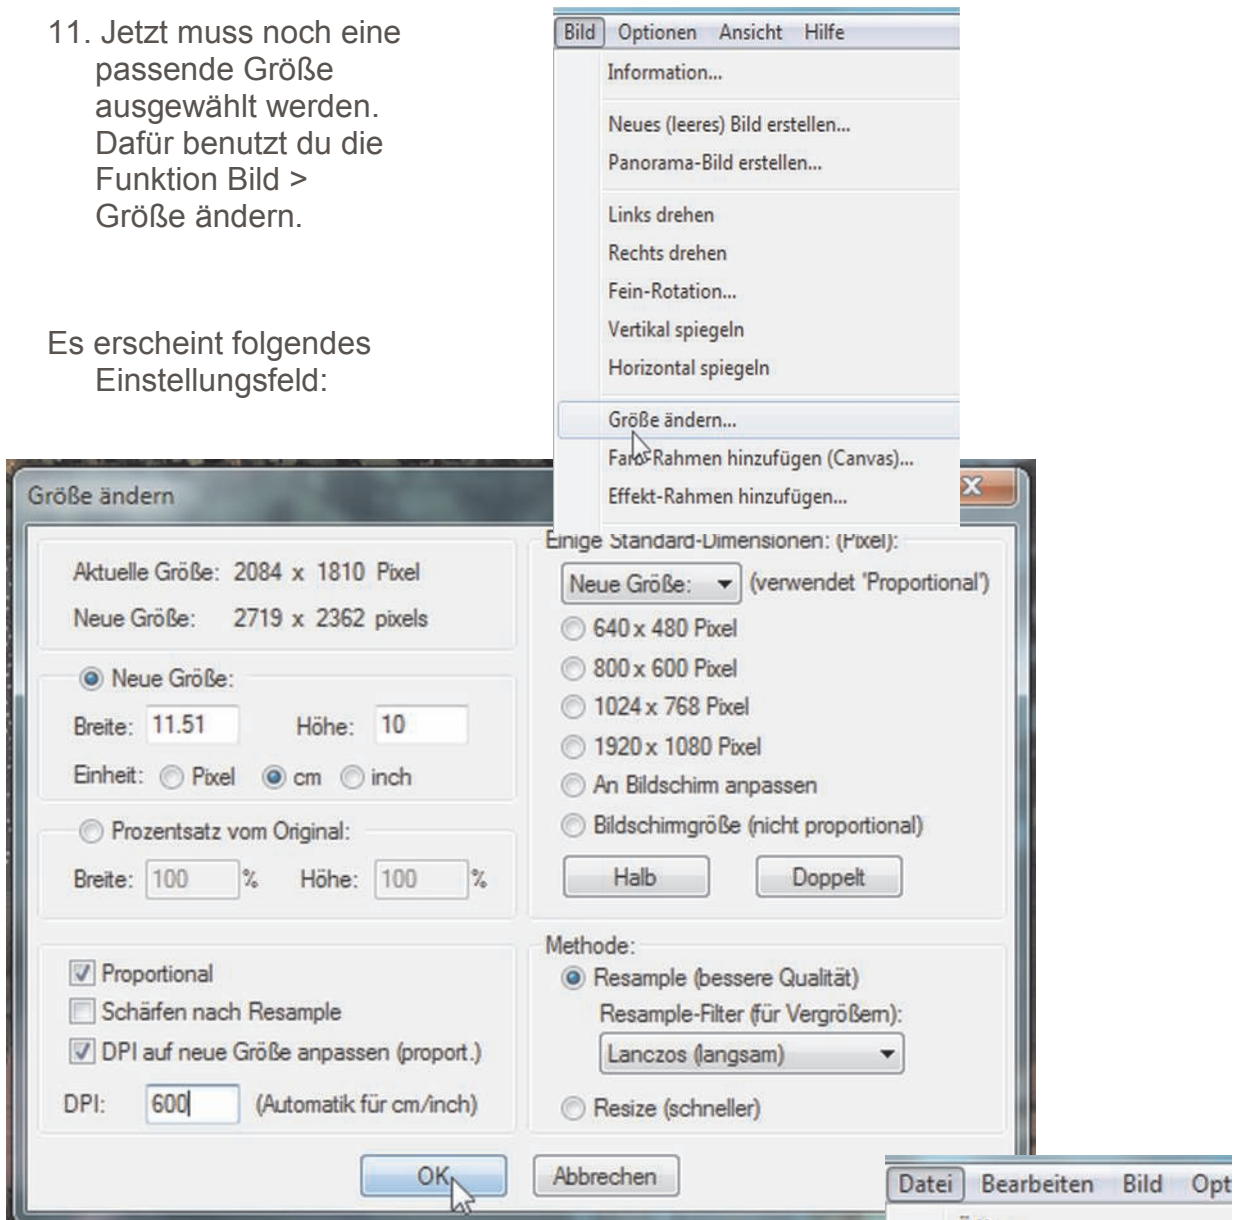 11. Jetzt muss noch eine
passende Größe
ausgewählt werden.
Dafür benutzt du die
Funktion Bild >
Größe ändern.
Es erscheint folgendes
Einstellungsfeld:
Bild Optionen Ansicht Hilfe
Information...
Neues (leeres) Bild erstellen...
Panorama-Bild erstellen...
Links drehen
Rechts drehen
Fein-Rotation...
Vertikal spiegeln
Horizontal spiegeln
Größe ändern...
Rahmen hinzufügen (Canvas)...
Effekt-Rahmen hinzufügen...
Größe ändern
Aktuelle Größe: 2084 x 1810 Pixel
Neue Größe: 2719 x 2362 pixels
Neue Größe:
Breite: 11.51 Höhe: 10
Einheit: Pixel cm inch
Prozentsatz vom Original:
Breite: 100 % Höhe: 100 %
Proportional
Schärfen nach Resample
DPI auf neue Größe anpassen (proport.)
DPI: 600 (Automatik für cm/inch)
Einige Standard-Dimensionen: (Pixel):
Neue Größe: (verwendet 'Proportional')
640 x 480 Pixel
800 x 600 Pixel
1024 x 768 Pixel
1920 x 1080 Pixel
An Bildschirm anpassen
Bildschirmgröße (nicht proportional)
Halb Doppelt
Methode:
Resample (bessere Qualität)
Resample-Filter (für Vergrößern):
Lanczos (langsam)
Resize (schneller)
OK Abbrechen
Datei Bearbeiten Bild Opt